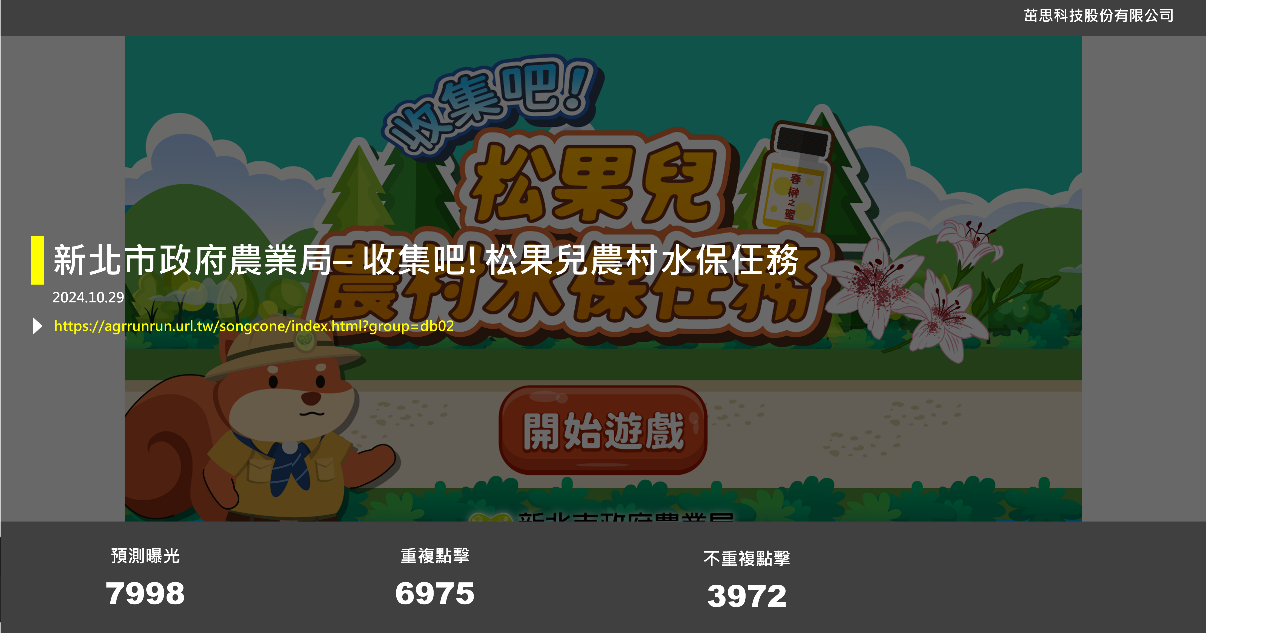 茁思科技股份有限公司
收集吧!
松果兒
春榊之蜜
農村水保任務
新北市政府農業局– 收集吧! 松果兒農村水保任務
2024.10.29
https://agrrunrun.url.tw/songcone/index.html?group=db02
開始遊戲
新北市政府農業局
預測曝光
重複點擊
不重複點擊
7998
6975
3972